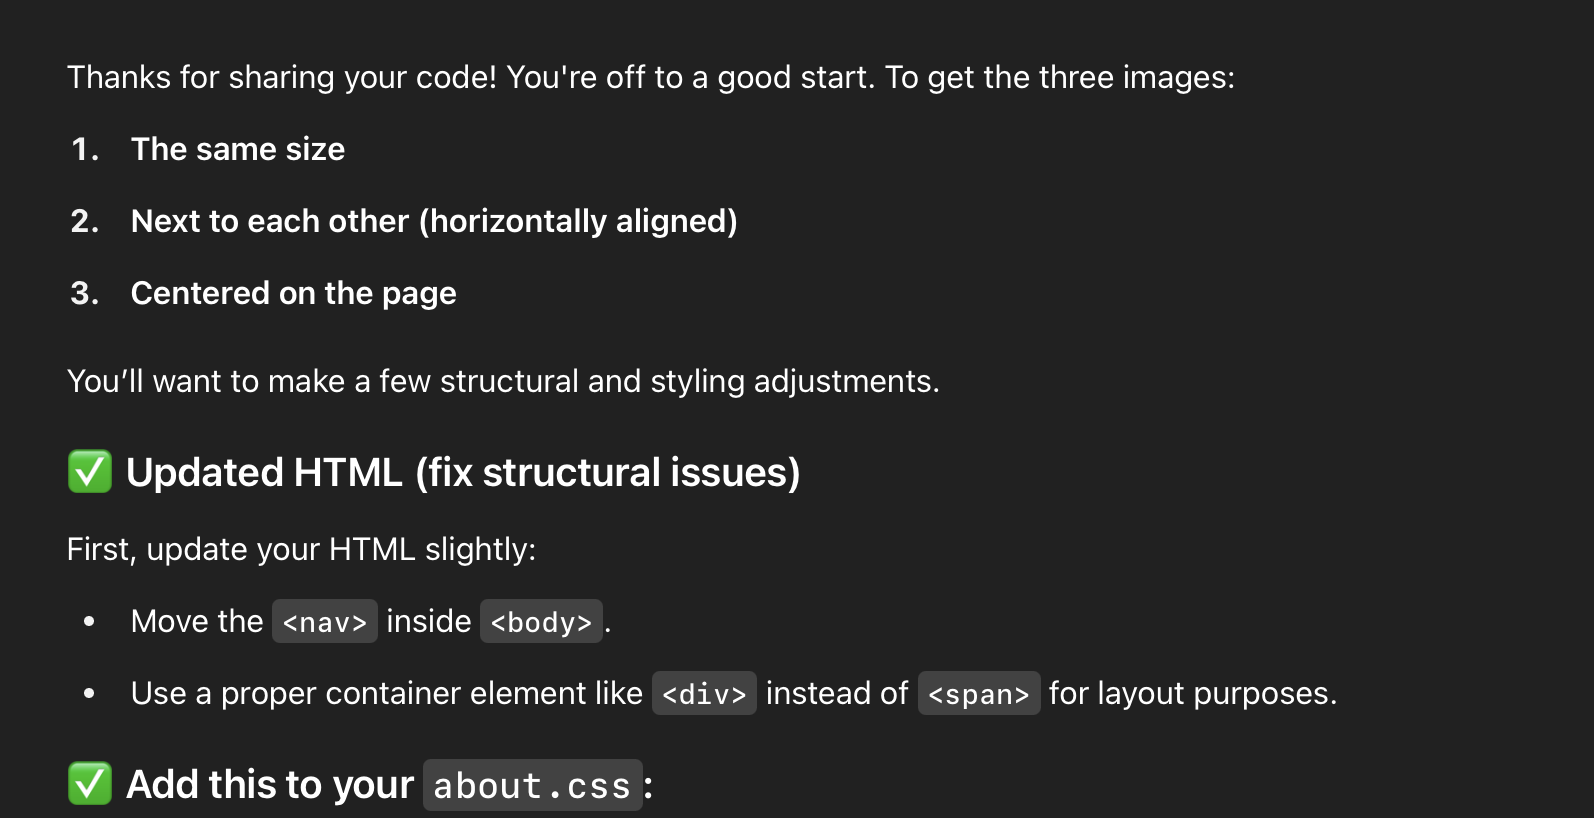 Thanks for sharing your code! You're off to a good start. To get the three images:
1. The same size
2. Next to each other (horizontally aligned)
3. Centered on the page
You’ll want to make a few structural and styling adjustments.
✅ Updated HTML (fix structural issues)
First, update your HTML slightly:
• Move the <nav> inside <body>.
• Use a proper container element like <div> instead of <span> for layout purposes.
✅ Add this to your about.css: